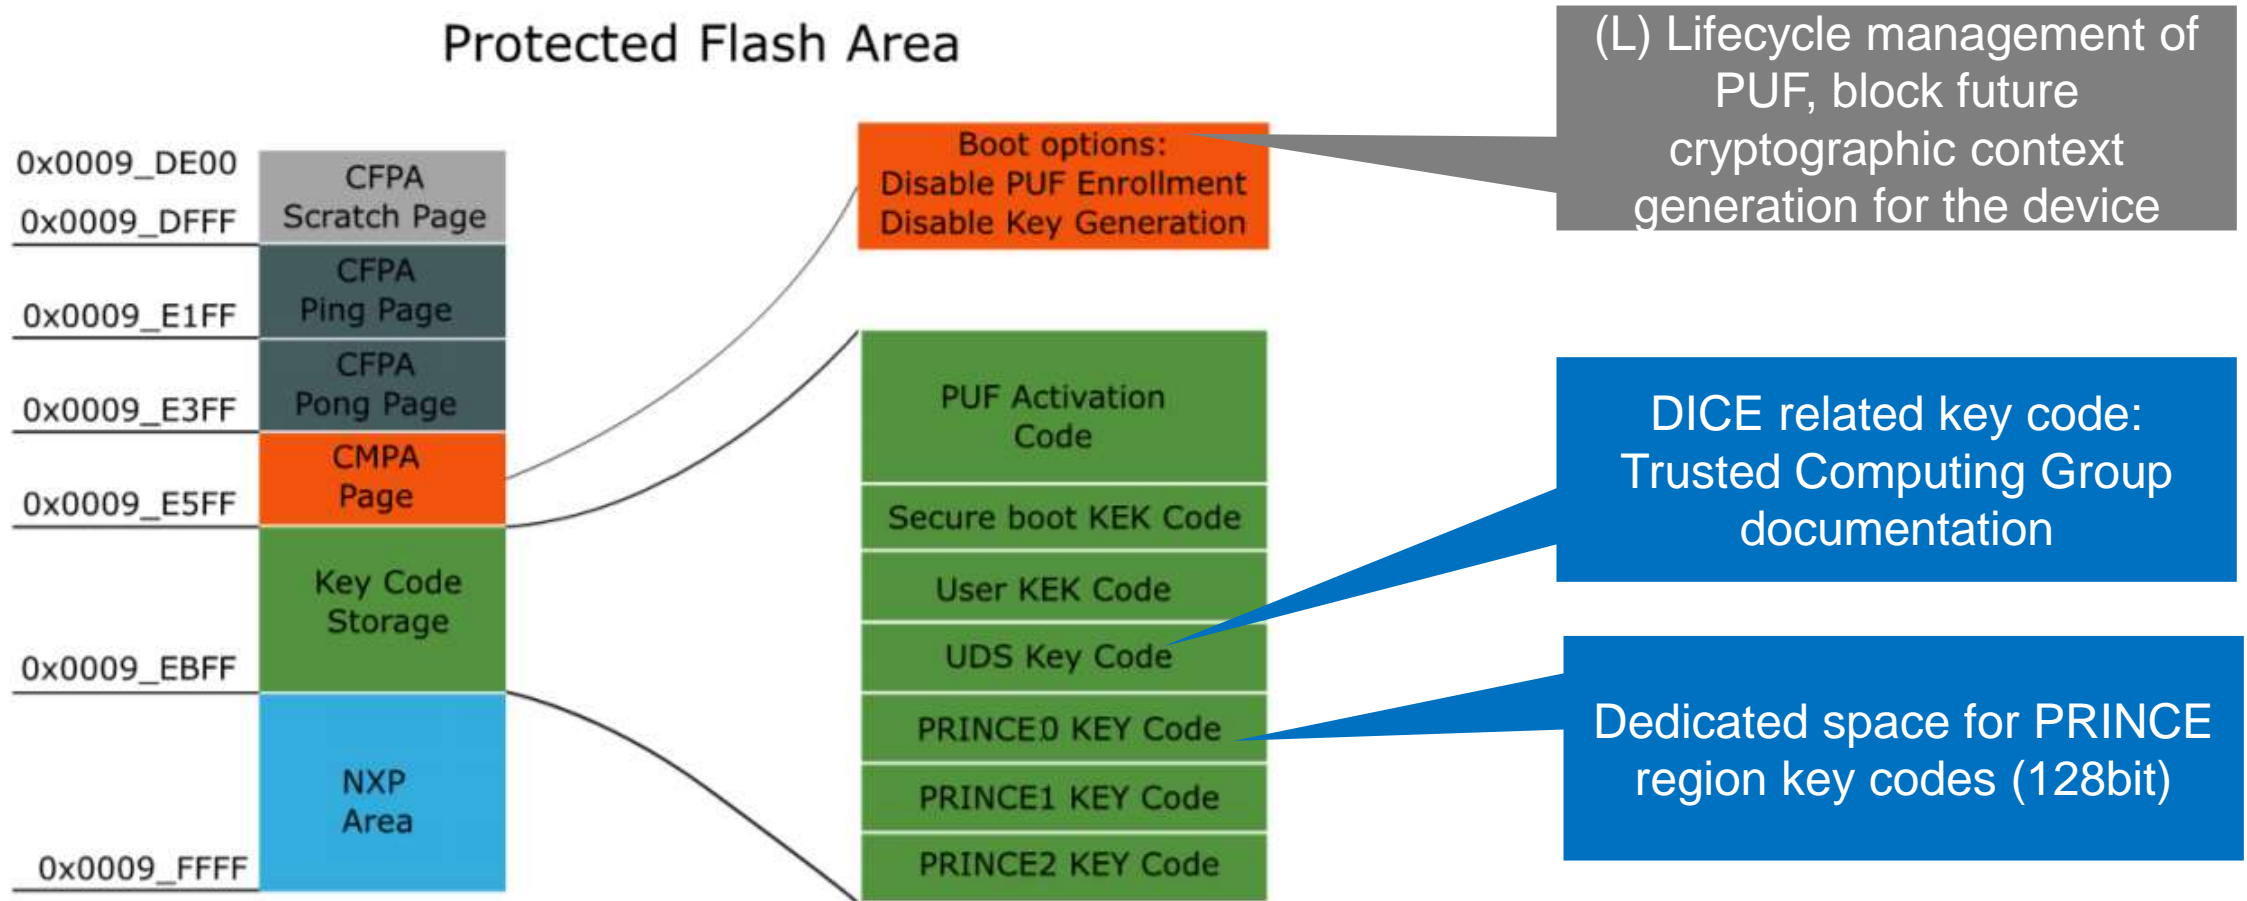 Protected Flash Area
0x0009_DE00
0x0009_DFFF
0x0009_E1FF
0x0009_E3FF
0x0009_E5FF
0x0009_EBFF
0x0009_FFFF
CFPA
Scratch Page
CFPA
Ping Page
CFPA
Pong Page
CMPA
Page
Key Code
Storage
NXP
Area
Boot options:
Disable PUF Enrollment
Disable Key Generation
PUF Activation
Code
Secure boot KEK Code
User KEK Code
UDS Key Code
PRINCE0 KEY Code
PRINCE1 KEY Code
PRINCE2 KEY Code
(L) Lifecycle management of
PUF, block future
cryptographic context
generation for the device
DICE related key code:
Trusted Computing Group
documentation
Dedicated space for PRINCE
region key codes (128bit)